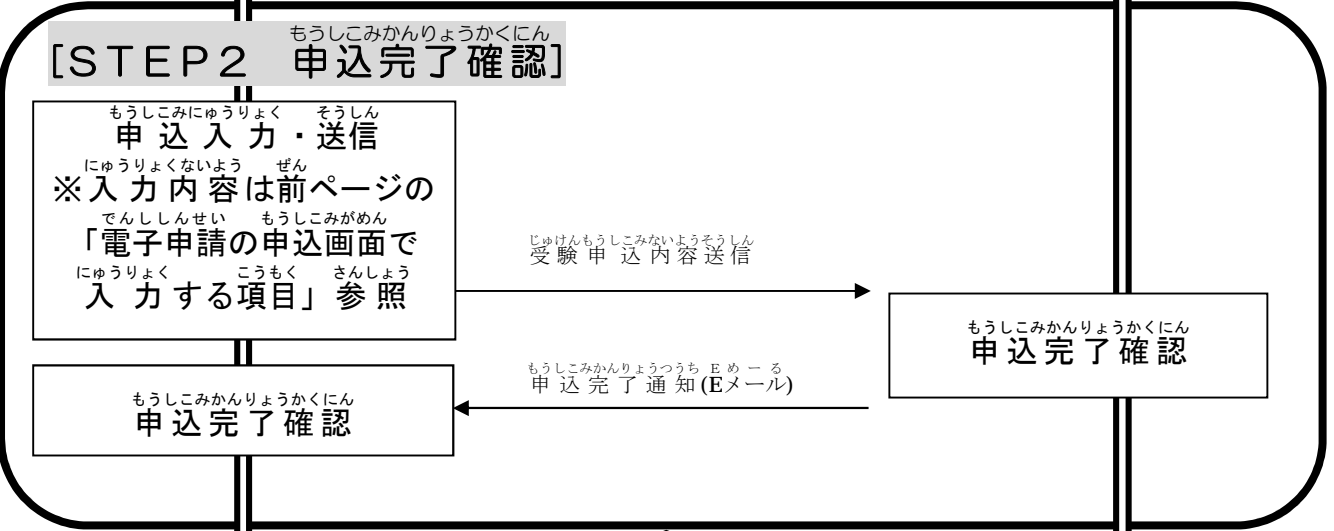 もうしこみかんりょうかくにん
[STEP2　申込完了確認]
もうしこみにゅうりょく　そうしん
申込入力・送信
にゅうりょくないよう　ぜん
※入力内容は前ページの
でんししんせい　もうしこみがめん
「電子申請の申込画面で
にゅうりょく　こうもく　さんしょう
入力する項目」参照
じゅけんもうしこみないようそうしん
受験申込内容送信
もうしこみかんりょうかくにん
申込完了確認
もうしこみかんりょうつうち Eめーる
申込完了通知(Eメール)
もうしこみかんりょうかくにん
申込完了確認